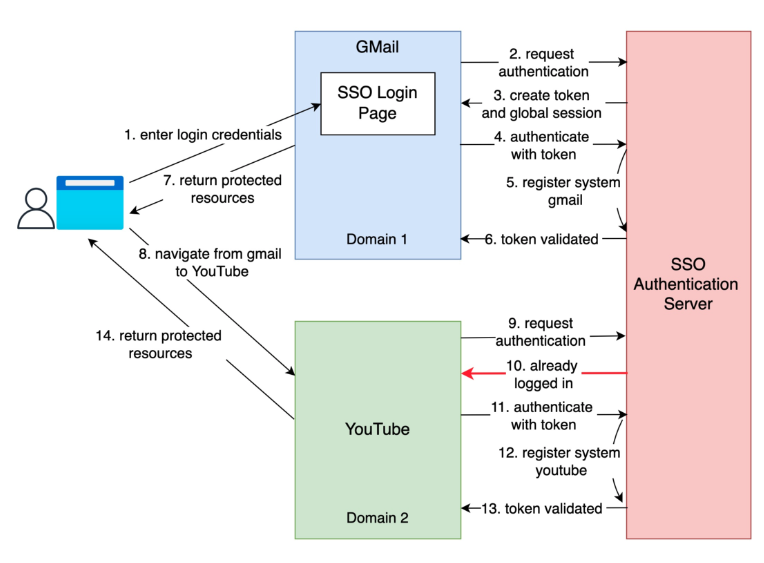 GMail
SSO Login
Page
1. enter login credentials
2. request
authentication
3. create token
and global session
4. authenticate
with token
5. register system
gmail
6. token validated
7. return protected
resources
Domain 1
8. navigate from gmail
to YouTube
SSO
Authentication
Server
9. request
authentication
10. already
logged in
11. authenticate
with token
12. register system
youtube
13. token validated
14. return protected
resources
YouTube
Domain 2